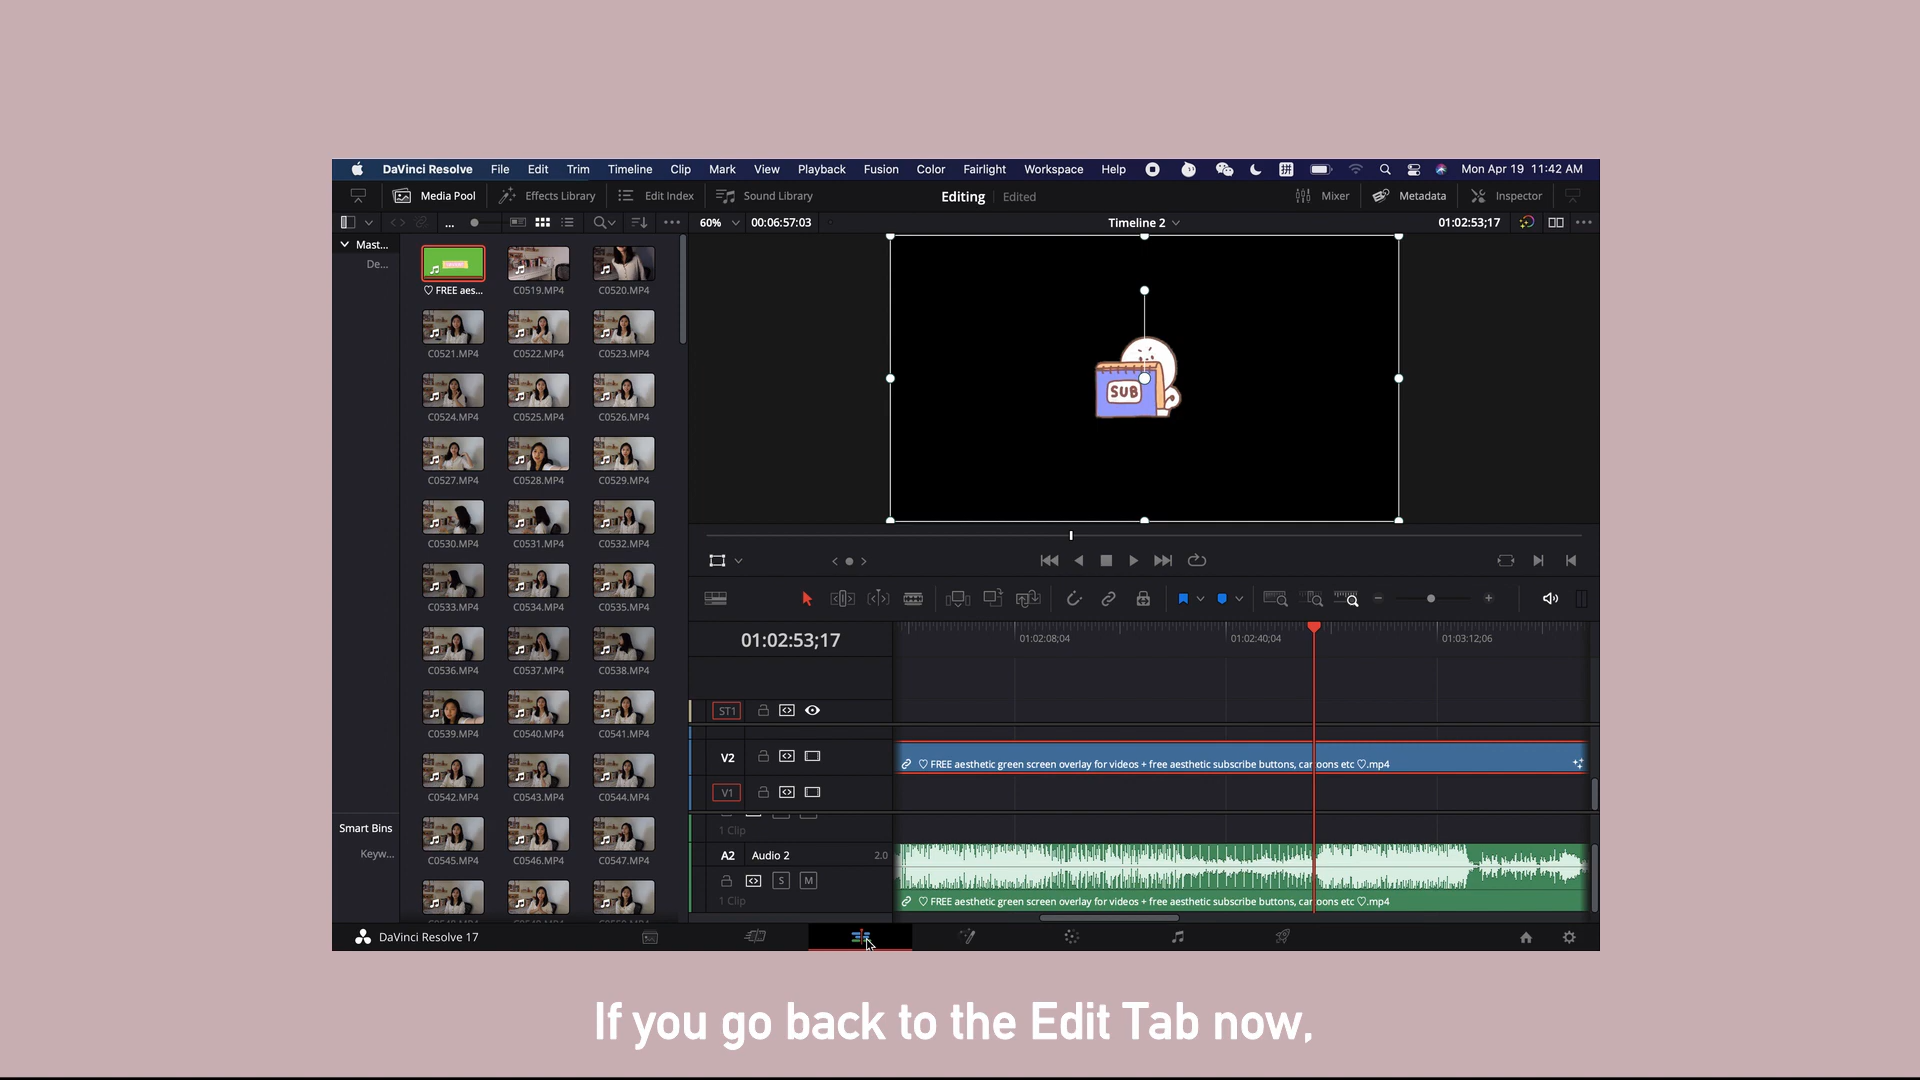 DaVinci Resolve File Edit Trim Timeline Clip Mark View Playback Fusion Color Fairlight Workspace Help 拼 Mon Apr 19 11:42 AM
Media Pool Effects Library Edit Index Sound Library Editing Edited Mixer Metadata Inspector
60% 00:06:57:03 Timeline 2 01:02:53;17
Mast...
De...
♡ FREE aes... C0519.MP4 C0520.MP4
C0521.MP4 C0522.MP4 C0523.MP4
C0524.MP4 C0525.MP4 C0526.MP4
C0527.MP4 C0528.MP4 C0529.MP4
C0530.MP4 C0531.MP4 C0532.MP4
C0533.MP4 C0534.MP4 C0535.MP4
C0536.MP4 C0537.MP4 C0538.MP4
C0539.MP4 C0540.MP4 C0541.MP4
C0542.MP4 C0543.MP4 C0544.MP4
C0545.MP4 C0546.MP4 C0547.MP4
Smart Bins
Keyw...
SUB
01:02:53;17
01:02:08;04 01:02:40;04 01:03:12;06
ST1
V2
♡ FREE aesthetic green screen overlay for videos + free aesthetic subscribe buttons, cartoons etc ♡.mp4
V1
1 Clip
A2 Audio 2 2.0
S M
1 Clip
♡ FREE aesthetic green screen overlay for videos + free aesthetic subscribe buttons, cartoons etc ♡.mp4
DaVinci Resolve 17
If you go back to the Edit Tab now,